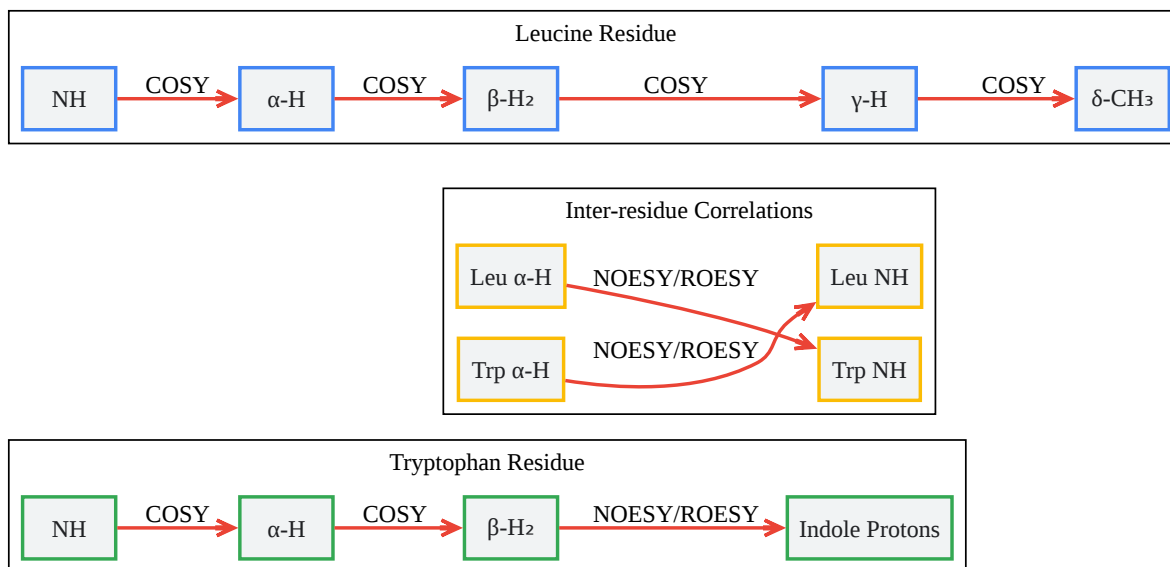 Leucine Residue
NH COSY α-H COSY β-H₂ COSY γ-H COSY δ-CH₃
Inter-residue Correlations
Leu α-H NOESY/ROESY Leu NH
Trp α-H NOESY/ROESY Trp NH
Tryptophan Residue
NH COSY α-H COSY β-H₂ NOESY/ROESY Indole Protons